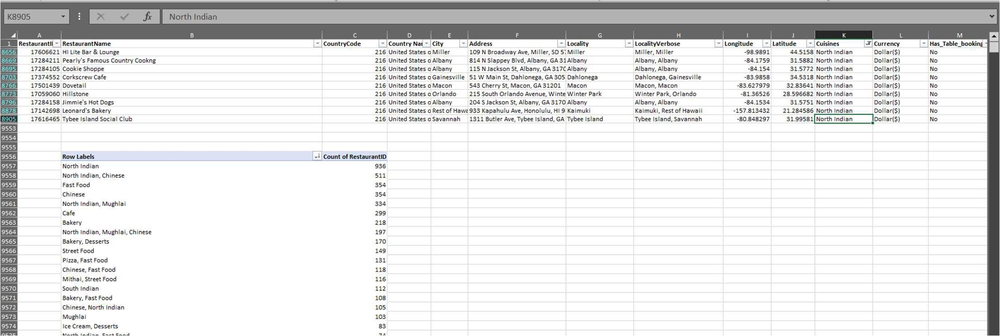 K8905 fx North Indian
A B C D E F G H I J K L M
1 RestaurantI RestaurantName CountryCode Country Nar City Address Locality LocalityVerbose Longitude Latitude Cuisines Currency Has_Table_booking
8656 17606621 HI Lite Bar & Lounge 216 United States o Miller 109 N Broadway Ave, Miller, SD 57 Miller Miller, Miller -98.9891 44.5158 North Indian Dollar($) No
8669 17284211 Pearly's Famous Country Cookng 216 United States o Albany 814 N Slappey Blvd, Albany, GA 31 Albany Albany, Albany -84.1759 31.5882 North Indian Dollar($) No
8695 17284105 Cookie Shoppe 216 United States o Albany 115 N Jackson St, Albany, GA 3170 Albany Albany, Albany -84.154 31.5772 North Indian Dollar($) No
8703 17374552 Corkscrew Cafe 216 United States o Gainesville 51 W Main St, Dahlonega, GA 305 Dahlonega Dahlonega, Gainesville -83.9858 34.5318 North Indian Dollar($) No
8766 17501439 Dovetail 216 United States o Macon 543 Cherry St, Macon, GA 31201 Macon Macon, Macon -83.627979 32.83641 North Indian Dollar($) No
8773 17059060 Hillstone 216 United States o Orlando 215 South Orlando Avenue, Winte Winter Park Winter Park, Orlando -81.36526 28.596682 North Indian Dollar($) No
8796 17284158 Jimmie's Hot Dogs 216 United States o Albany 204 S Jackson St, Albany, GA 3170 Albany Albany, Albany -84.1534 31.5751 North Indian Dollar($) No
8878 17142698 Leonard's Bakery 216 United States o Rest of Hawa 933 Kapahulu Ave, Honolulu, HI 9 Kaimuki Kaimuki, Rest of Hawaii -157.813432 21.284586 North Indian Dollar($) No
8905 17616465 Tybee Island Social Club 216 United States o Savannah 1311 Butler Ave, Tybee Island, GA Tybee Island Tybee Island, Savannah -80.848297 31.99581 North Indian Dollar($) No
9553
9554
9555
9556 Row Labels Count of RestaurantID
9557 North Indian 936
9558 North Indian, Chinese 511
9559 Fast Food 354
9560 Chinese 354
9561 North Indian, Mughlai 334
9562 Cafe 299
9563 Bakery 218
9564 North Indian, Mughlai, Chinese 197
9565 Bakery, Desserts 170
9566 Street Food 149
9567 Pizza, Fast Food 131
9568 Chinese, Fast Food 118
9569 Mithai, Street Food 116
9570 South Indian 112
9571 Bakery, Fast Food 108
9572 Chinese, North Indian 105
9573 Mughlai 103
9574 Ice Cream, Desserts 83
9575 North Indian, Fast Food 74